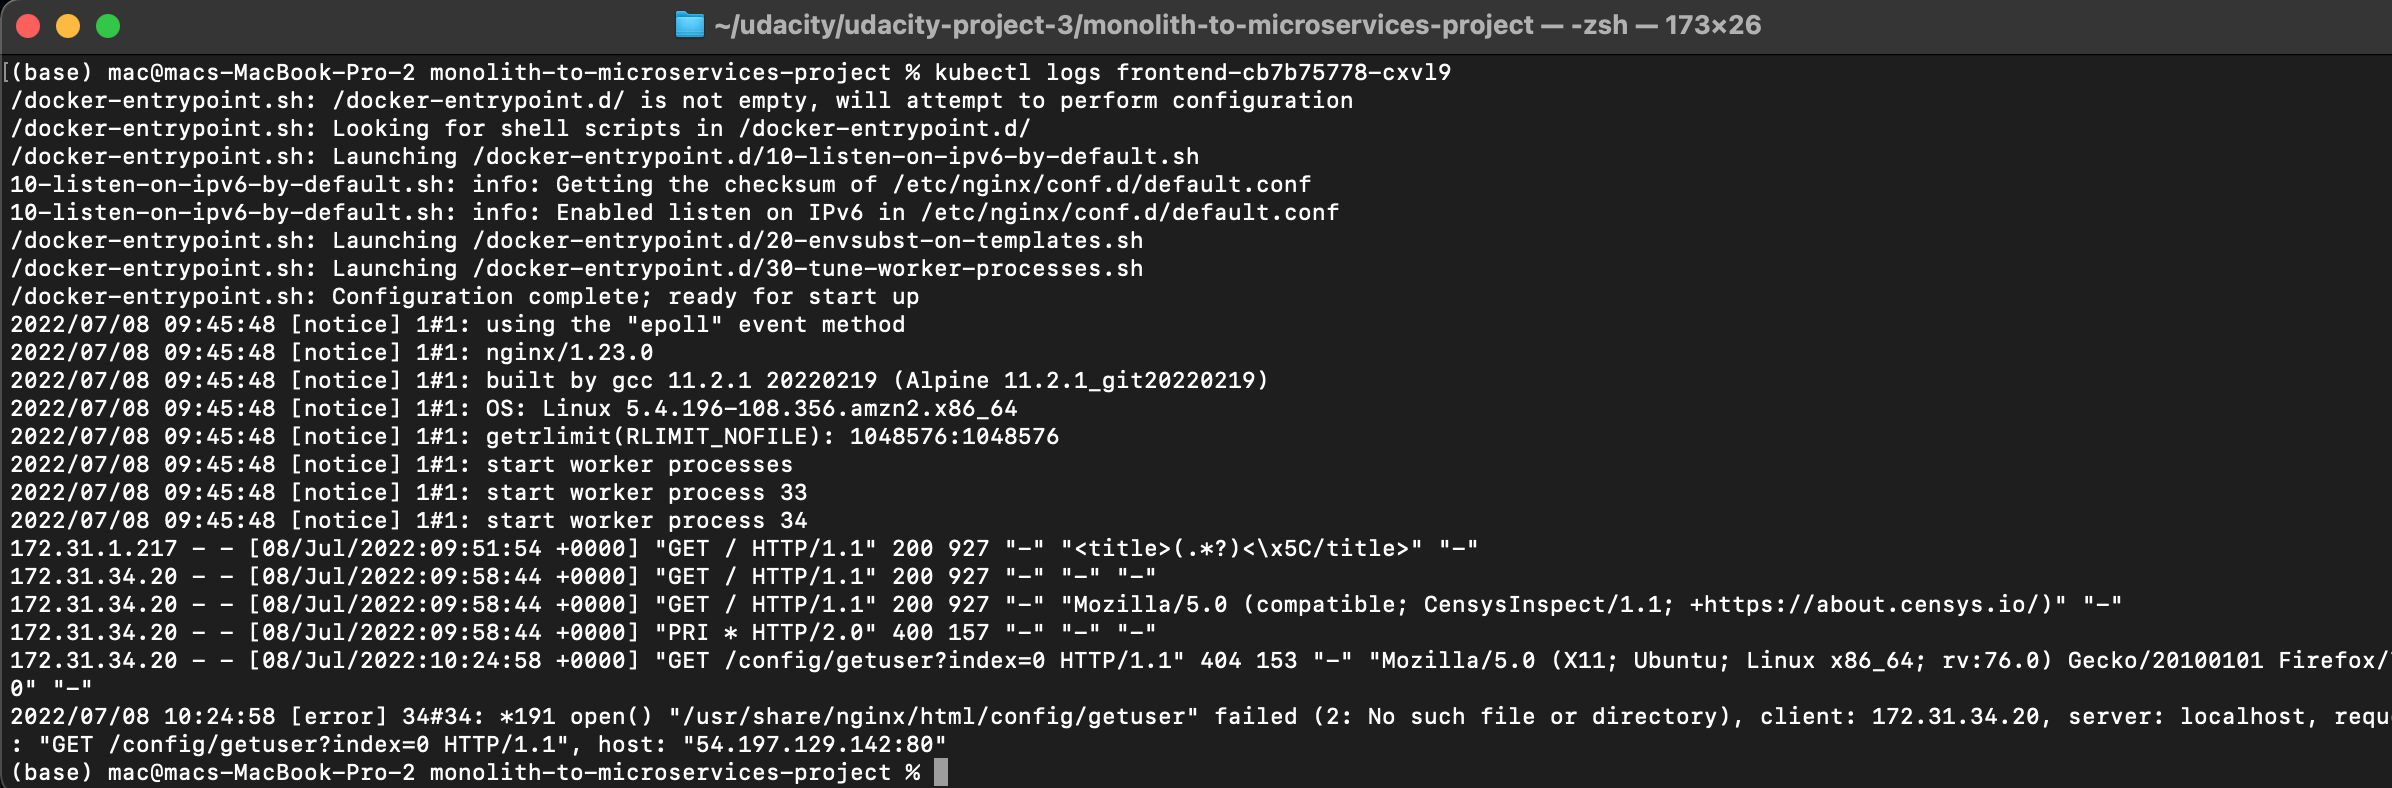 ~/udacity/udacity-project-3/monolith-to-microservices-project — -zsh — 173×26
[(base) mac@macs-MacBook-Pro-2 monolith-to-microservices-project % kubectl logs frontend-cb7b75778-cxvl9
/docker-entrypoint.sh: /docker-entrypoint.d/ is not empty, will attempt to perform configuration
/docker-entrypoint.sh: Looking for shell scripts in /docker-entrypoint.d/
/docker-entrypoint.sh: Launching /docker-entrypoint.d/10-listen-on-ipv6-by-default.sh
10-listen-on-ipv6-by-default.sh: info: Getting the checksum of /etc/nginx/conf.d/default.conf
10-listen-on-ipv6-by-default.sh: info: Enabled listen on IPv6 in /etc/nginx/conf.d/default.conf
/docker-entrypoint.sh: Launching /docker-entrypoint.d/20-envsubst-on-templates.sh
/docker-entrypoint.sh: Launching /docker-entrypoint.d/30-tune-worker-processes.sh
/docker-entrypoint.sh: Configuration complete; ready for start up
2022/07/08 09:45:48 [notice] 1#1: using the "epoll" event method
2022/07/08 09:45:48 [notice] 1#1: nginx/1.23.0
2022/07/08 09:45:48 [notice] 1#1: built by gcc 11.2.1 20220219 (Alpine 11.2.1_git20220219)
2022/07/08 09:45:48 [notice] 1#1: OS: Linux 5.4.196-108.356.amzn2.x86_64
2022/07/08 09:45:48 [notice] 1#1: getrlimit(RLIMIT_NOFILE): 1048576:1048576
2022/07/08 09:45:48 [notice] 1#1: start worker processes
2022/07/08 09:45:48 [notice] 1#1: start worker process 33
2022/07/08 09:45:48 [notice] 1#1: start worker process 34
172.31.1.217 - - [08/Jul/2022:09:51:54 +0000] "GET / HTTP/1.1" 200 927 "-" "<title>(.*?)<\x5C/title>" "-"
172.31.34.20 - - [08/Jul/2022:09:58:44 +0000] "GET / HTTP/1.1" 200 927 "-" "-" "-"
172.31.34.20 - - [08/Jul/2022:09:58:44 +0000] "GET / HTTP/1.1" 200 927 "-" "Mozilla/5.0 (compatible; CensysInspect/1.1; +https://about.censys.io/)" "-"
172.31.34.20 - - [08/Jul/2022:09:58:44 +0000] "PRI * HTTP/2.0" 400 157 "-" "-" "-"
172.31.34.20 - - [08/Jul/2022:10:24:58 +0000] "GET /config/getuser?index=0 HTTP/1.1" 404 153 "-" "Mozilla/5.0 (X11; Ubuntu; Linux x86_64; rv:76.0) Gecko/20100101 Firefox/
0" "-"
2022/07/08 10:24:58 [error] 34#34: *191 open() "/usr/share/nginx/html/config/getuser" failed (2: No such file or directory), client: 172.31.34.20, server: localhost, requ
: "GET /config/getuser?index=0 HTTP/1.1", host: "54.197.129.142:80"
(base) mac@macs-MacBook-Pro-2 monolith-to-microservices-project %